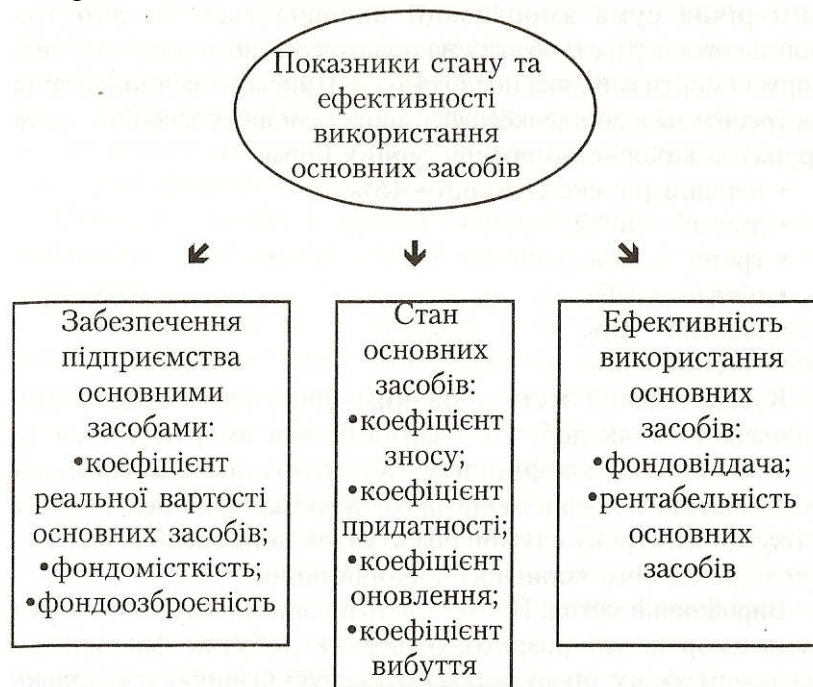 Показники стану та
ефективності
використання
основних засобів
Забезпечення
підприємства
основними
засобами:
•коефіцієнт
реальної вартості
основних засобів;
•фондомісткість;
•фондоозброєність
Стан
основних
засобів:
•коефіцієнт
зносу;
•коефіцієнт
придатності;
•коефіцієнт
оновлення;
•коефіцієнт
вибуття
Ефективність
використання
основних
засобів:
•фондовіддача;
•рентабельність
основних
засобів